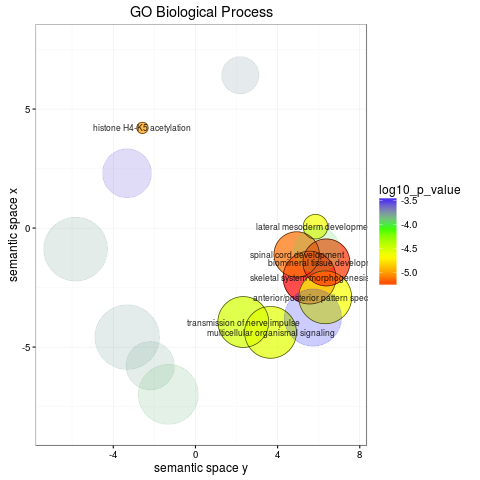 GO Biological Process
histone H4-K5 acetylation
lateral mesoderm developme
spinal cord development
biomineral tissue develop
skeletal system morphogenesis
anterior/posterior pattern spec
transmission of nerve impulse
multicellular organismal signaling
semantic space x
5
0
-5
-4
0
4
8
semantic space y
log10_p_value
-3.5
-4.0
-4.5
-5.0